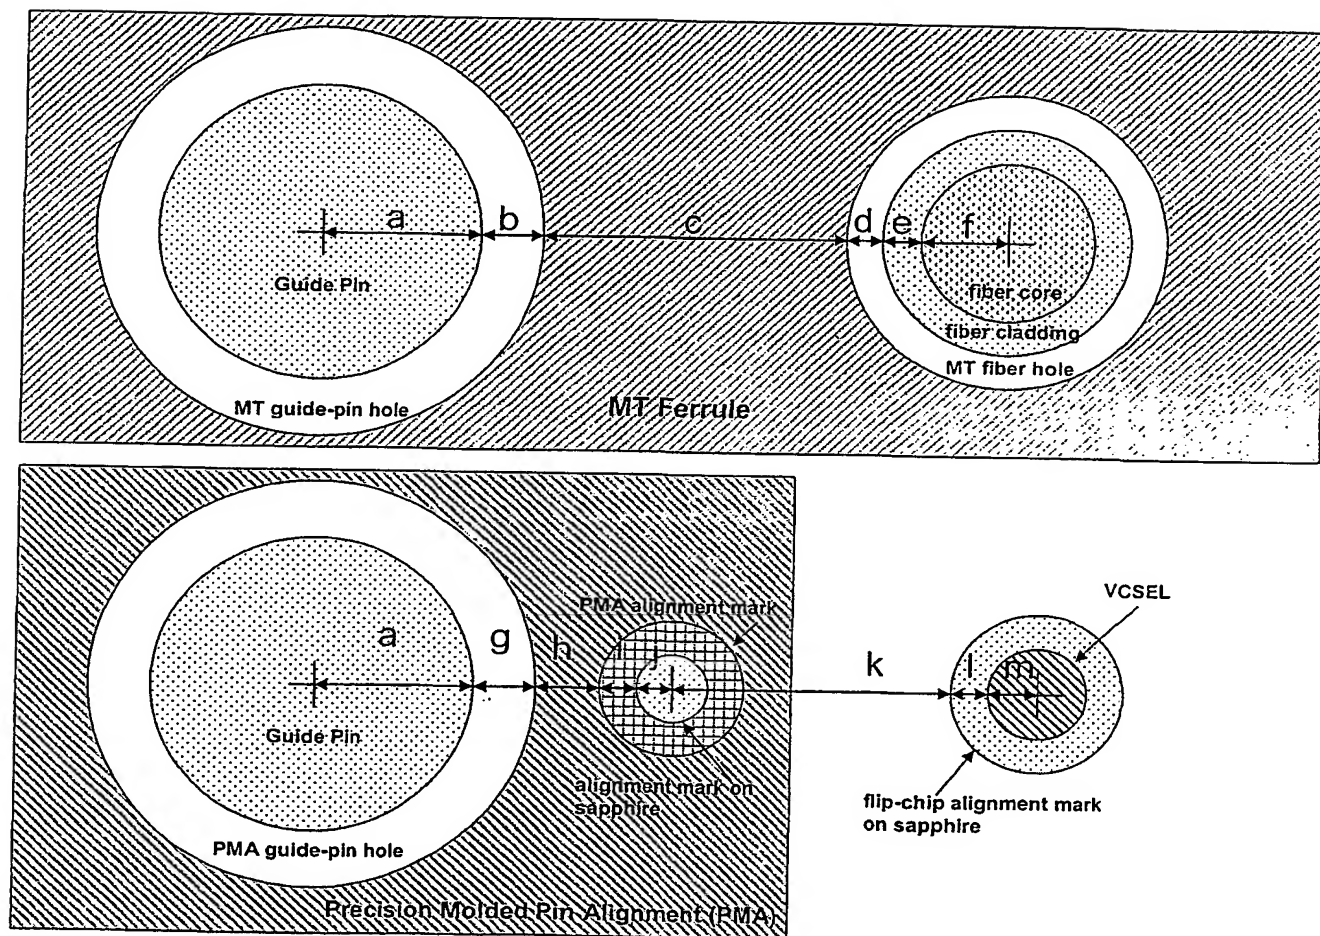 a
b
c
d
e
f
Guide Pin
fiber core
fiber cladding
MT fiber hole
MT guide-pin hole
MT Ferrule
VCSEL
PMA alignment mark
a
g
h
i
j
k
l
m
Guide Pin
alignment mark on
sapphire
flip-chip alignment mark
on sapphire
PMA guide-pin hole
Precision Molded Pin Alignment (PMA)